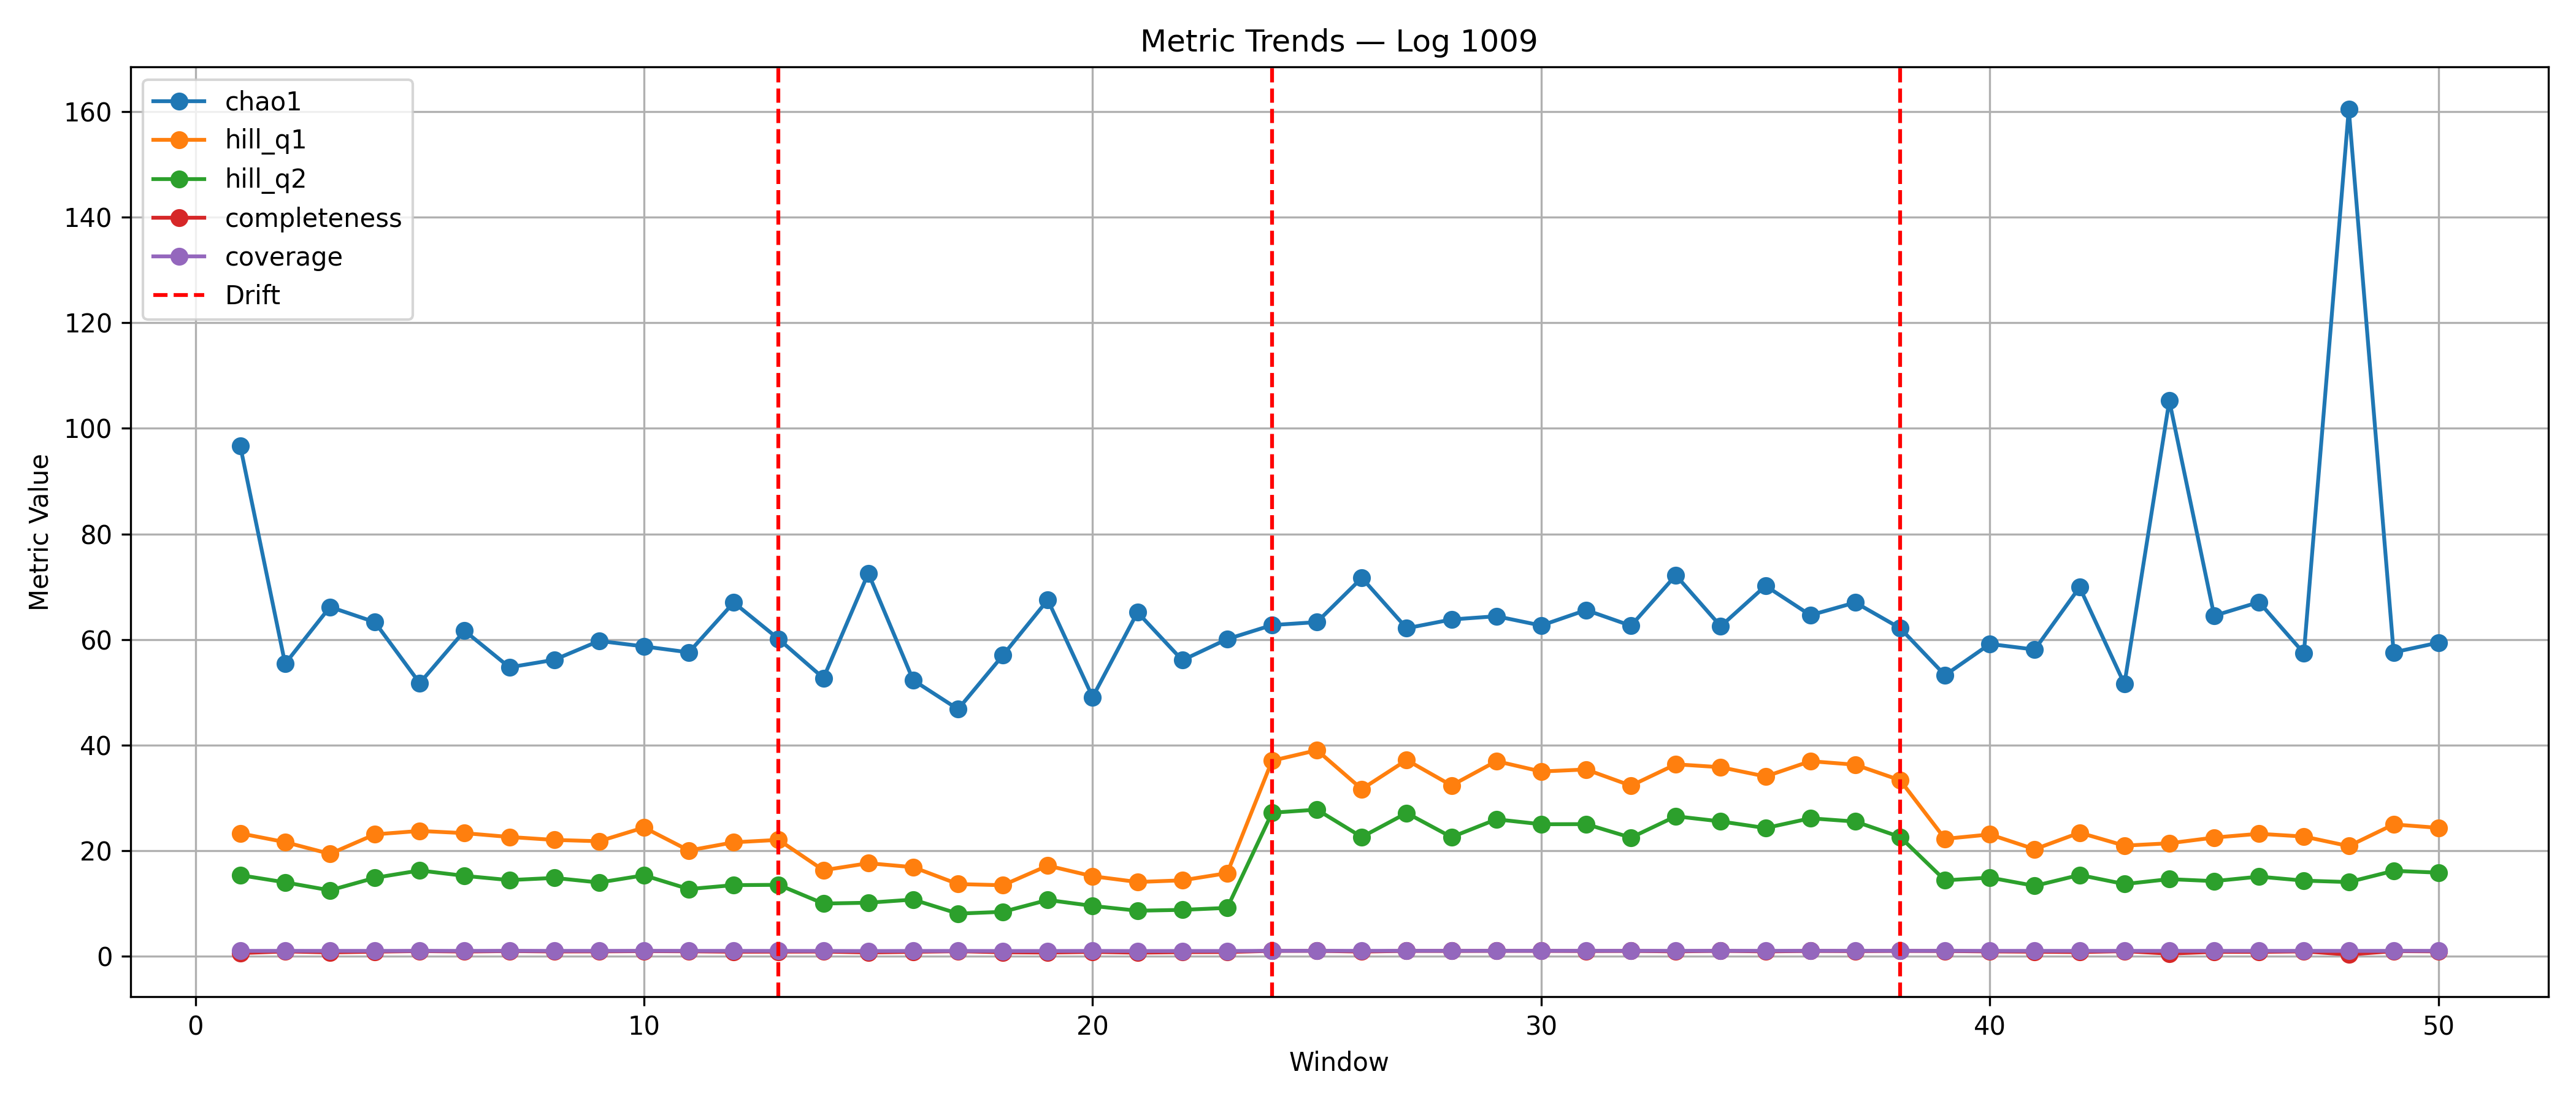 Metric Trends — Log 1009
chao1
hill_q1
hill_q2
completeness
coverage
Drift
Metric Value
160
140
120
100
80
60
40
20
0
0 10 20 30 40 50
Window